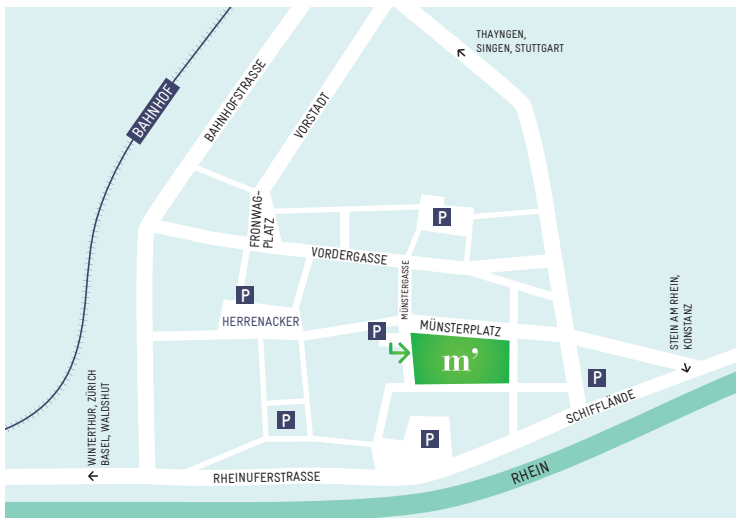 THAYNGEN,
SINGEN, STUTTGART
BAHNHOF
BAHNHOFSTRASSE
VORSTADT
FRONWAG-
PLATZ
P
VORDERGASSE
MÜNSTERGASSE
STEIN AM RHEIN,
KONSTANZ
P
HERRENACKER
P
MÜNSTERPLATZ
m’
P
SCHIFFLÄNDE
WINTERTHUR, ZÜRICH
BASEL, WALDSHUT
P
P
RHEINUFERSTRASSE
RHEIN